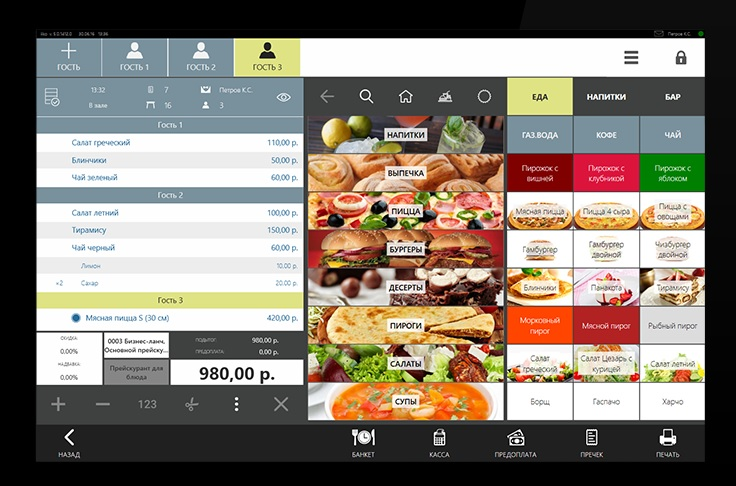 30.06.16 13:36
Петров К.С.
ГОСТЬ
ГОСТЬ 1
ГОСТЬ 2
ГОСТЬ 3
13:32
7
Петров К.С.
В зале
16
3
Гость 1
Салат греческий 110,00 р.
Блинчики 50,00 р.
Чай зеленый 60,00 р.
Гость 2
Салат летний 100,00 р.
Тирамису 150,00 р.
Чай черный 60,00 р.
Лимон 10.00 р.
×2 Сахар 20.00 р.
Гость 3
Мясная пицца S (30 см) 420,00 р.
СКИДКА:
0.00%
НАДБАВКА:
0.00%
0003 Бизнес-ланч,
Основной прейску...
Прейскурант для
блюда
ПОДЫТОГ: 980,00 р.
ПРЕДОПЛАТА: 0,00 р.
980,00 р.
123
НАЗАД
НАПИТКИ
ВЫПЕЧКА
ПИЦЦА
БУРГЕРЫ
ДЕСЕРТЫ
ПИРОГИ
САЛАТЫ
СУПЫ
ЕДА
НАПИТКИ
БАР
ГАЗ.ВОДА
КОФЕ
ЧАЙ
Пирожок с
вишней
Пирожок с
клубникой
Пирожок с
яблоком
Мясная пицца
Пицца 4 сыра
Пицца с
овощами
Гамбургер
Гамбургер
двойной
Чизбургер
двойной
Блинчики
Панакота
Тирамису
Морковный
пирог
Мясной пирог
Рыбный пирог
Салат
греческий
Салат Цезарь с
курицей
Салат летний
Борщ
Гаспачо
Харчо
БАНКЕТ
КАССА
ПРЕДОПЛАТА
ПРЕЧЕК
ПЕЧАТЬ